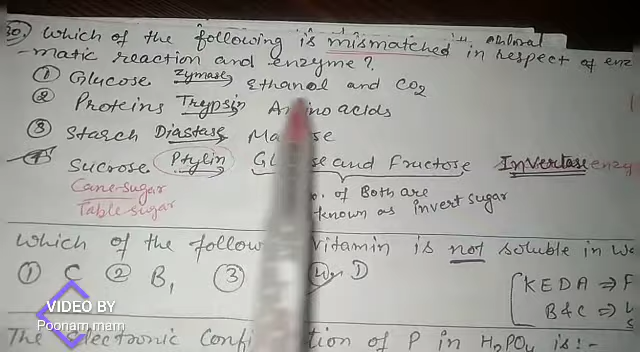 30. Which of the following is mismatched in respect of enz
-matic reaction and enzyme?
① Glucose Zymase Ethanol and CO2
② Proteins Trypsin Amino acids
③ Starch Diastase
④ Sucrose Ptylin and Fructose Invertase enzy
Cane sugar of Both are
Table sugar known as invert sugar
Which of the follow vitamin is not soluble in
① C ② B1 ③ D
KEDA ⇒ F
B&C ⇒
VIDEO BY
Poonam mam
The electronic Confi tion of P in H3PO4 is:-